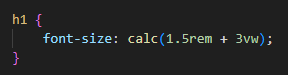 h1 {
    font-size: calc(1.5rem + 3vw);
}